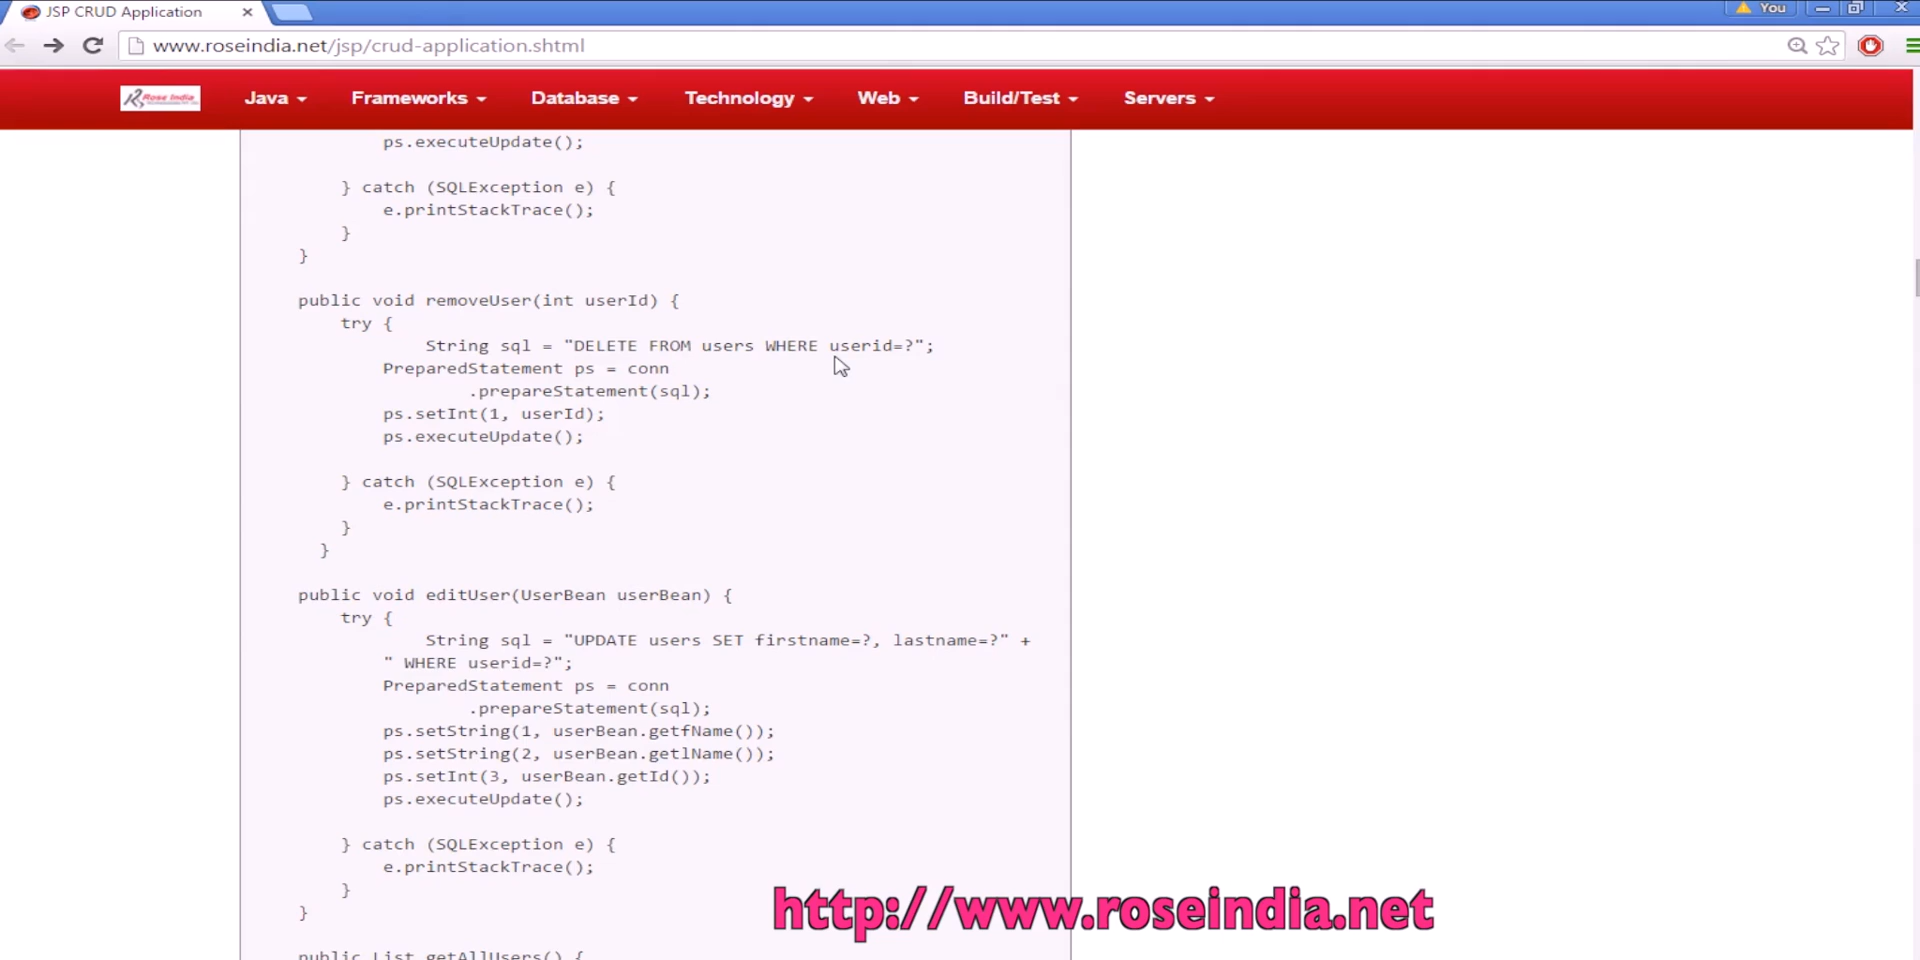 JSP CRUD Application
You
www.roseindia.net/jsp/crud-application.shtml
Rose India
Java
Frameworks
Database
Technology
Web
Build/Test
Servers
ps.executeUpdate();
} catch (SQLException e) {
e.printStackTrace();
}
}
public void removeUser(int userId) {
try {
String sql = "DELETE FROM users WHERE userid=?";
PreparedStatement ps = conn
.prepareStatement(sql);
ps.setInt(1, userId);
ps.executeUpdate();
} catch (SQLException e) {
e.printStackTrace();
}
}
public void editUser(UserBean userBean) {
try {
String sql = "UPDATE users SET firstname=?, lastname=?" +
" WHERE userid=?";
PreparedStatement ps = conn
.prepareStatement(sql);
ps.setString(1, userBean.getfName());
ps.setString(2, userBean.getlName());
ps.setInt(3, userBean.getId());
ps.executeUpdate();
} catch (SQLException e) {
e.printStackTrace();
}
}
http://www.roseindia.net
public List getAllUsers() {